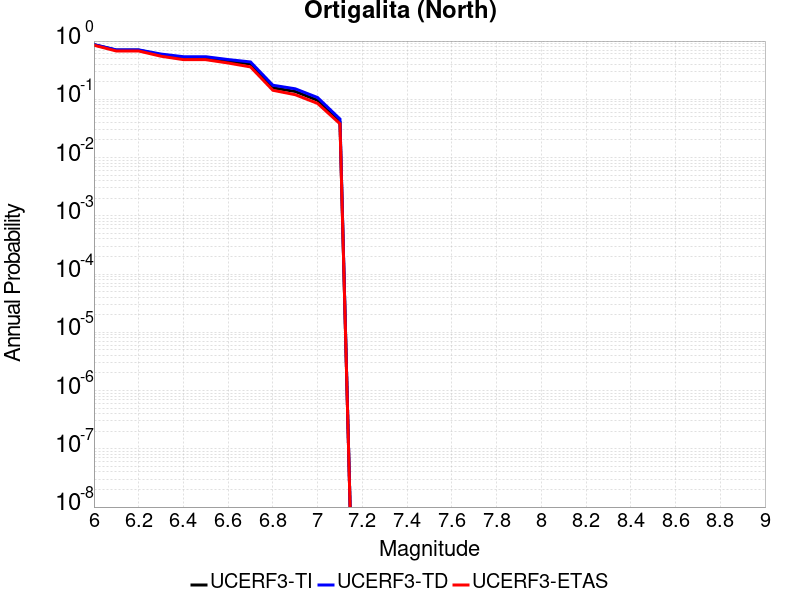 Ortigalita (North)
10^0
10^-1
10^-2
10^-3
10^-4
10^-5
10^-6
10^-7
10^-8
Annual Probability
6 6.2 6.4 6.6 6.8 7 7.2 7.4 7.6 7.8 8 8.2 8.4 8.6 8.8 9
Magnitude
UCERF3-TI UCERF3-TD UCERF3-ETAS